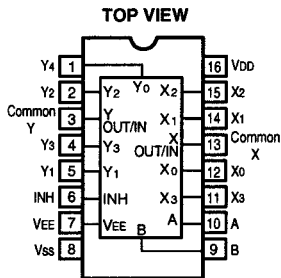 TOP VIEW
Y4 1 Y0 16 VDD
Y2 2 Y2 X2 15 X2
Common Y 3 Y OUT/IN X1 14 X1
Y3 4 Y3 X OUT/IN 13 Common X
Y1 5 Y1 X0 12 X0
INH 6 INH X3 11 X3
VEE 7 VEE A 10 A
VSS 8 B 9 B